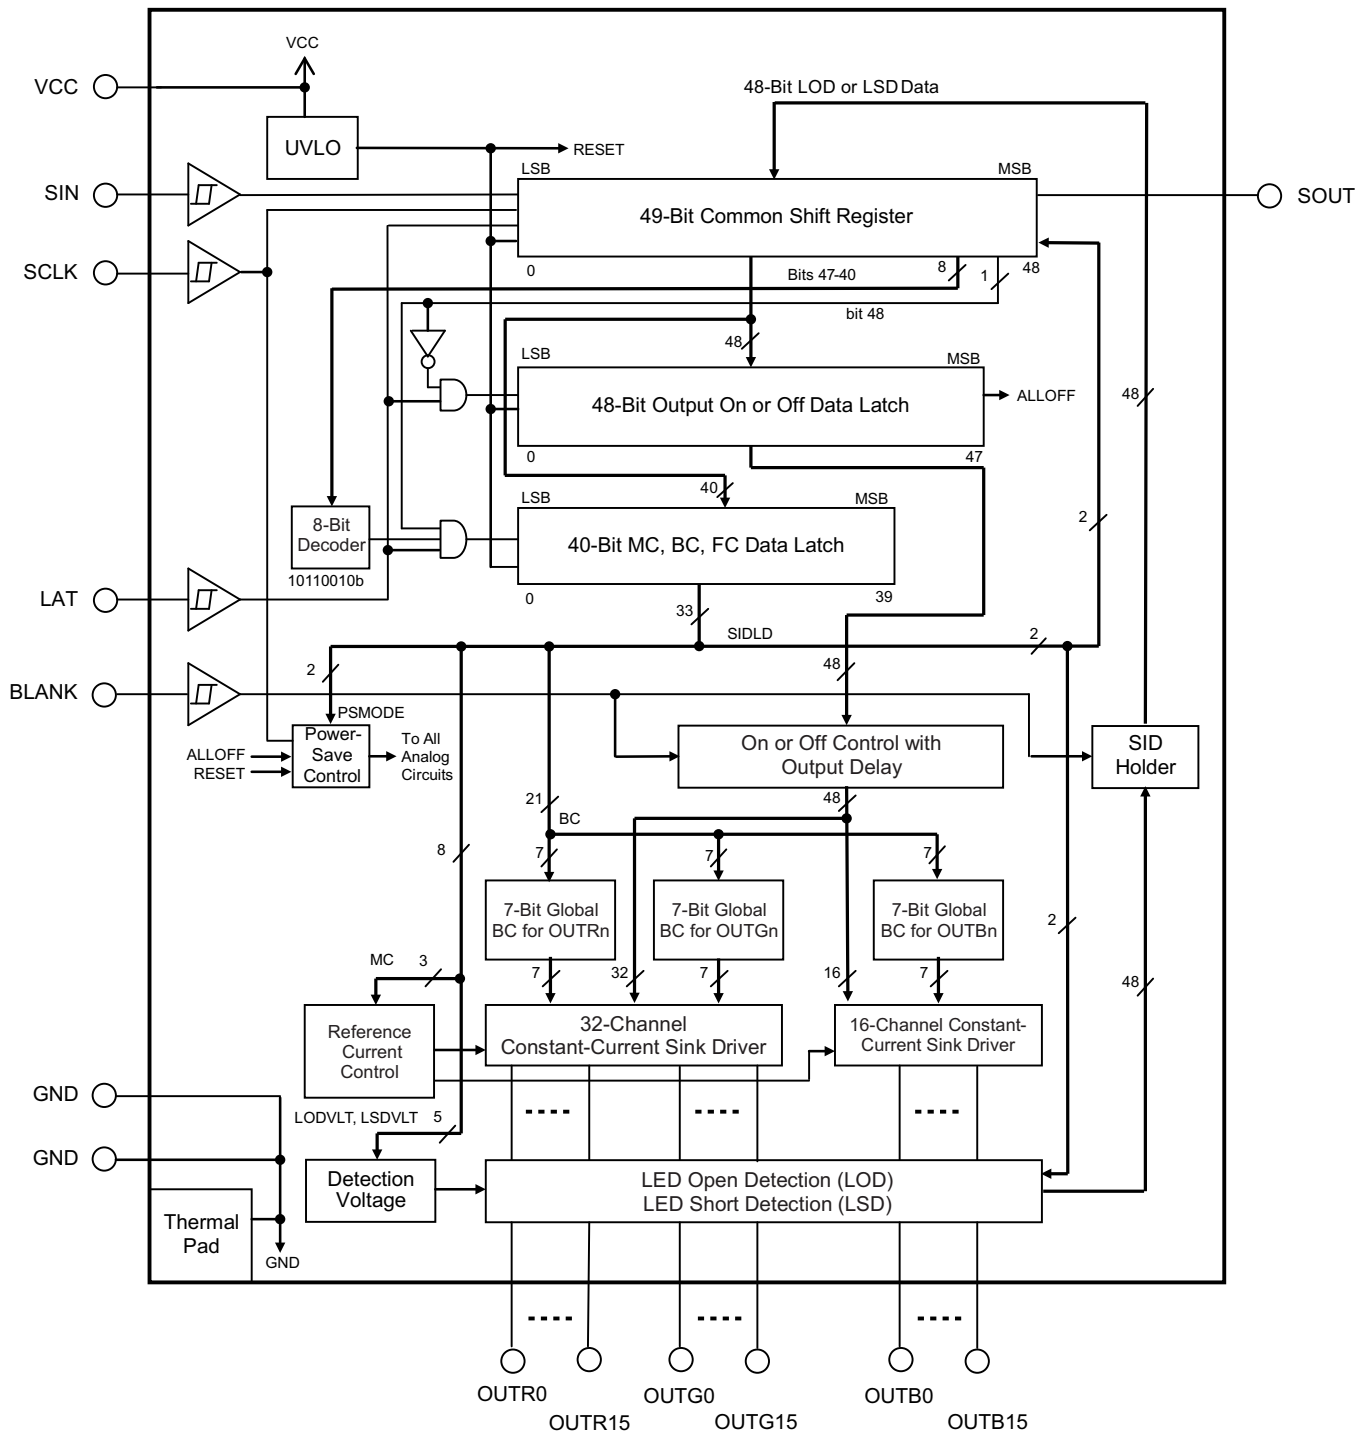 VCC
VCC
48-Bit LOD or LSD Data
UVLO
RESET
LSB
MSB
SIN
49-Bit Common Shift Register
SOUT
SCLK
0
Bits 47-40
8
1
48
bit 48
48
LSB
MSB
48-Bit Output On or Off Data Latch
ALLOFF
48
0
47
40
LSB
MSB
8-Bit
Decoder
10110010b
40-Bit MC, BC, FC Data Latch
2
LAT
0
39
33
SIDLD
2
2
48
BLANK
PSMODE
Power-
Save
Control
ALLOFF
RESET
To All
Analog
Circuits
On or Off Control with
Output Delay
SID
Holder
21
48
BC
8
7
7
7
7-Bit Global
BC for OUTRn
7-Bit Global
BC for OUTGn
7-Bit Global
BC for OUTBn
2
MC
3
7
32
7
16
7
48
Reference
Current
Control
32-Channel
Constant-Current Sink Driver
16-Channel Constant-
Current Sink Driver
GND
LODVLT, LSDVLT
5
GND
Detection
Voltage
LED Open Detection (LOD)
LED Short Detection (LSD)
Thermal
Pad
GND
OUTR0
OUTR15
OUTG0
OUTG15
OUTB0
OUTB15